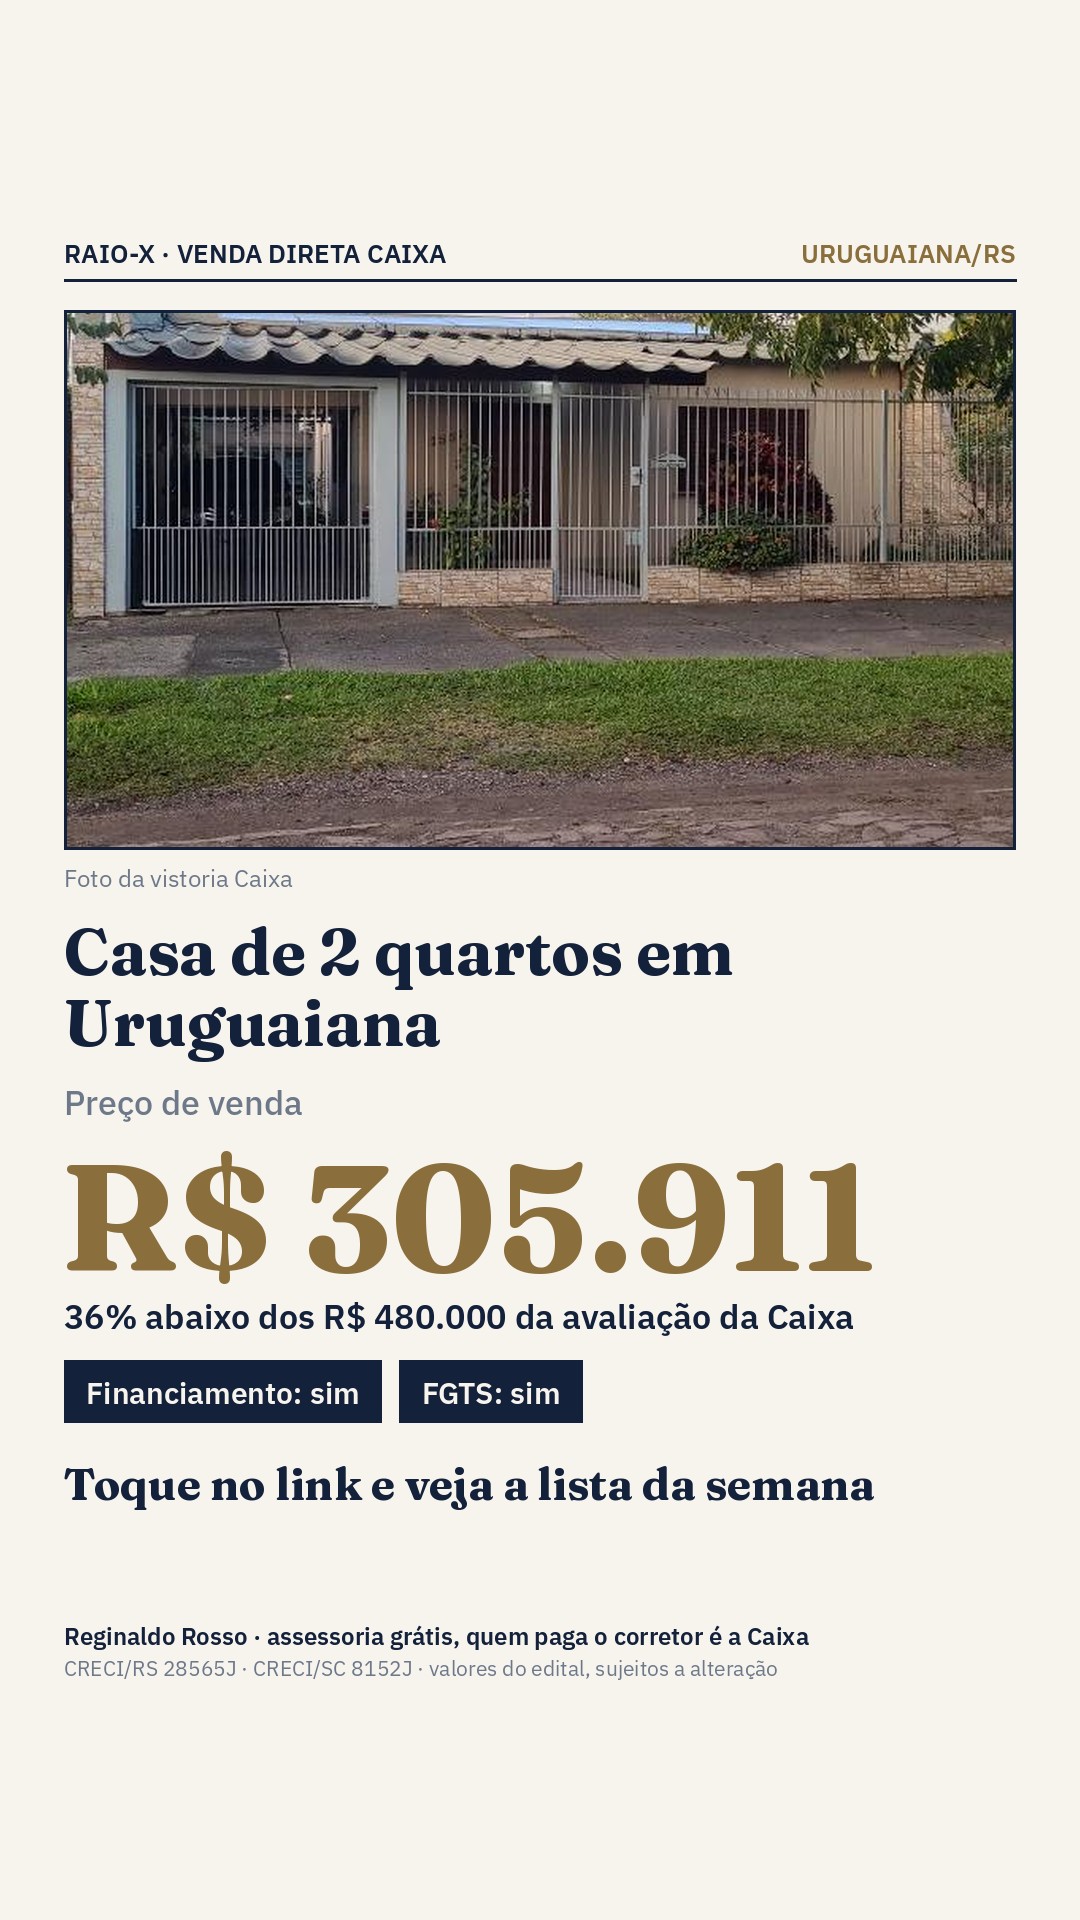 RAIO-X · VENDA DIRETA CAIXA
URUGUAIANA/RS
Foto da vistoria Caixa
Casa de 2 quartos em
Uruguaiana
Preço de venda
R$ 305.911
36% abaixo dos R$ 480.000 da avaliação da Caixa
Financiamento: sim
FGTS: sim
Toque no link e veja a lista da semana
Reginaldo Rosso · assessoria grátis, quem paga o corretor é a Caixa
CRECI/RS 28565J · CRECI/SC 8152J · valores do edital, sujeitos a alteração